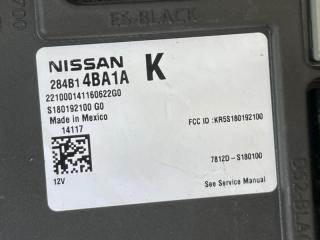 ES-BLACK
NISSAN
K
284B1 4BA1A
221000141160622G0
S180192100 G0
Made in Mexico
14117
FCC ID :KR5S180192100
7812D-S180100
12V
See Service Manual